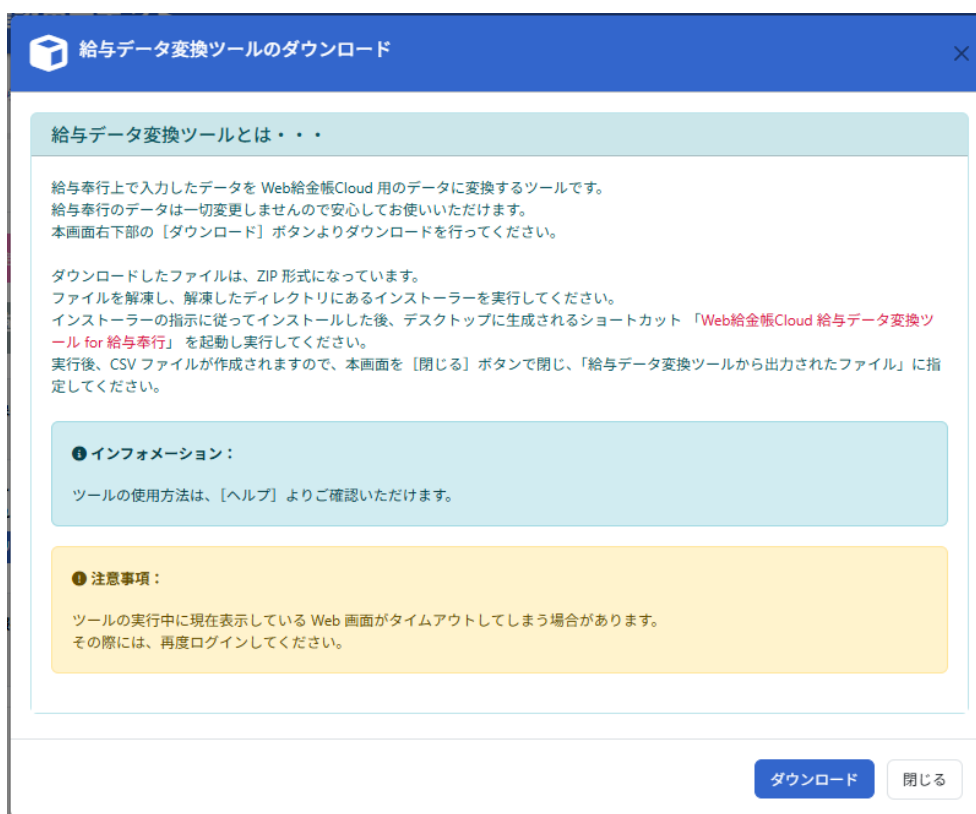 給与データ変換ツールのダウンロード
給与データ変換ツールとは・・・
給与奉行上で入力したデータを Web給金帳Cloud 用のデータに変換するツールです。
給与奉行のデータは一切変更しませんので安心してお使いいただけます。
本画面右下部の［ダウンロード］ボタンよりダウンロードを行ってください。
ダウンロードしたファイルは、ZIP 形式になっています。
ファイルを解凍し、解凍したディレクトリにあるインストーラーを実行してください。
インストーラーの指示に従ってインストールした後、デスクトップに生成されるショートカット 「Web給金帳Cloud 給与データ変換ツ
ール for 給与奉行」 を起動し実行してください。
実行後、CSV ファイルが作成されますので、本画面を［閉じる］ボタンで閉じ、「給与データ変換ツールから出力されたファイル」に指
定してください。
インフォメーション：
ツールの使用方法は、［ヘルプ］よりご確認いただけます。
注意事項：
ツールの実行中に現在表示している Web 画面がタイムアウトしてしまう場合があります。
その際には、再度ログインしてください。
ダウンロード
閉じる